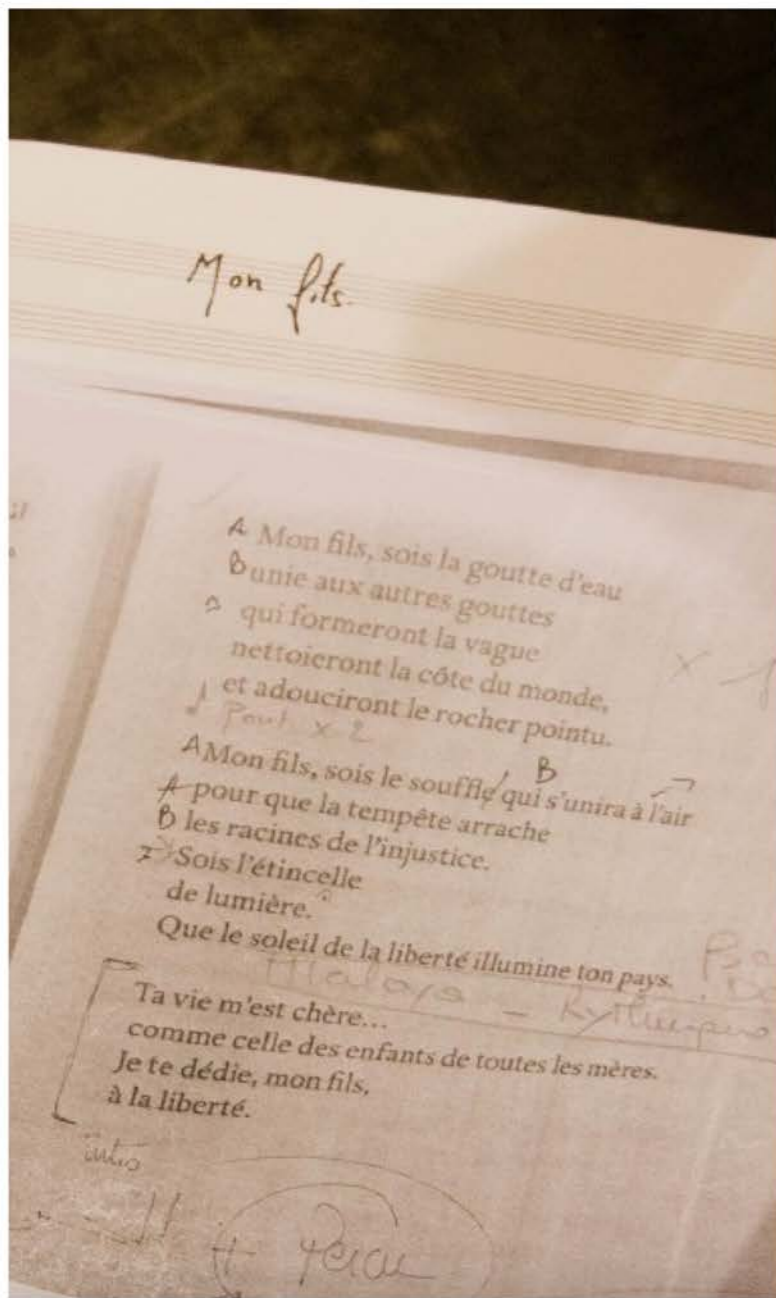 Mon fils.
A Mon fils, sois la goutte d'eau
B unie aux autres gouttes
qui formeront la vague
nettoieront la côte du monde,
et adouciront le rocher pointu.
Pont x 2
B
A Mon fils, sois le souffle / qui s'unira à l'air
A pour que la tempête arrache
B les racines de l'injustice.
Sois l'étincelle
de lumière.
Que le soleil de la liberté illumine ton pays.
Maloya -
Ta vie m'est chère...
comme celle des enfants de toutes les mères.
Je te dédie, mon fils,
à la liberté.
intro
+ Percu